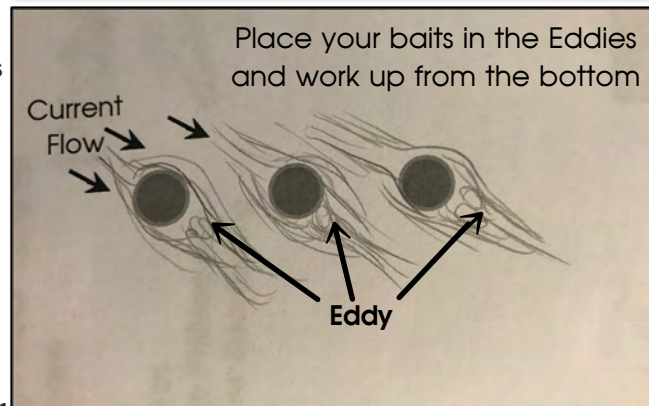 Place your baits in the Eddies
and work up from the bottom
Current
Flow
Eddy